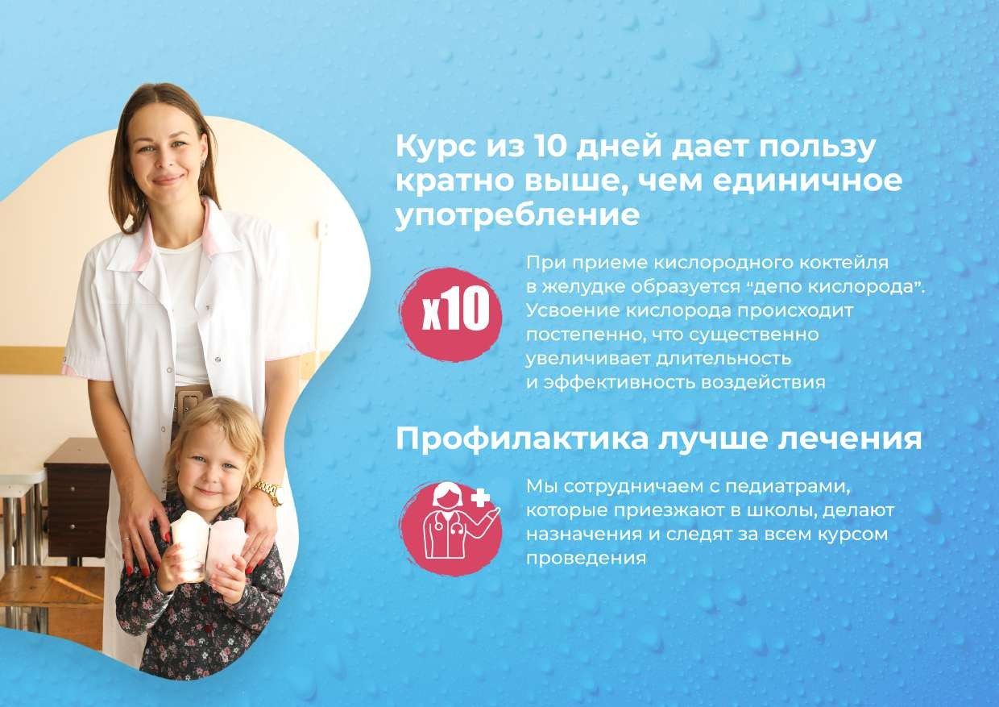 Курс из 10 дней дает пользу
кратно выше, чем единичное
употребление
x10
При приеме кислородного коктейля
в желудке образуется “депо кислорода”.
Усвоение кислорода происходит
постепенно, что существенно
увеличивает длительность
и эффективность воздействия
Профилактика лучше лечения
Мы сотрудничаем с педиатрами,
которые приезжают в школы, делают
назначения и следят за всем курсом
проведения